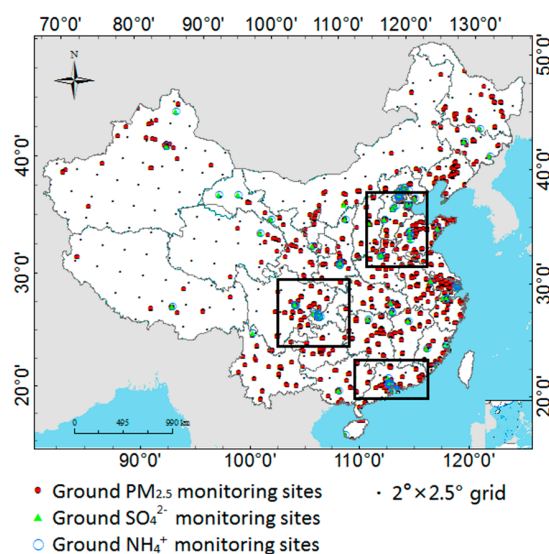 70°0' 80°0' 90°0' 100°0' 110°0' 120°0' 130°0'
N
50°0'
40°0'
40°0'
30°0'
30°0'
20°0'
20°0'
0 495 990 km
90°0' 100°0' 110°0' 120°0'
Ground PM2.5 monitoring sites
2°×2.5° grid
Ground SO₄²⁻ monitoring sites
Ground NH₄⁺ monitoring sites